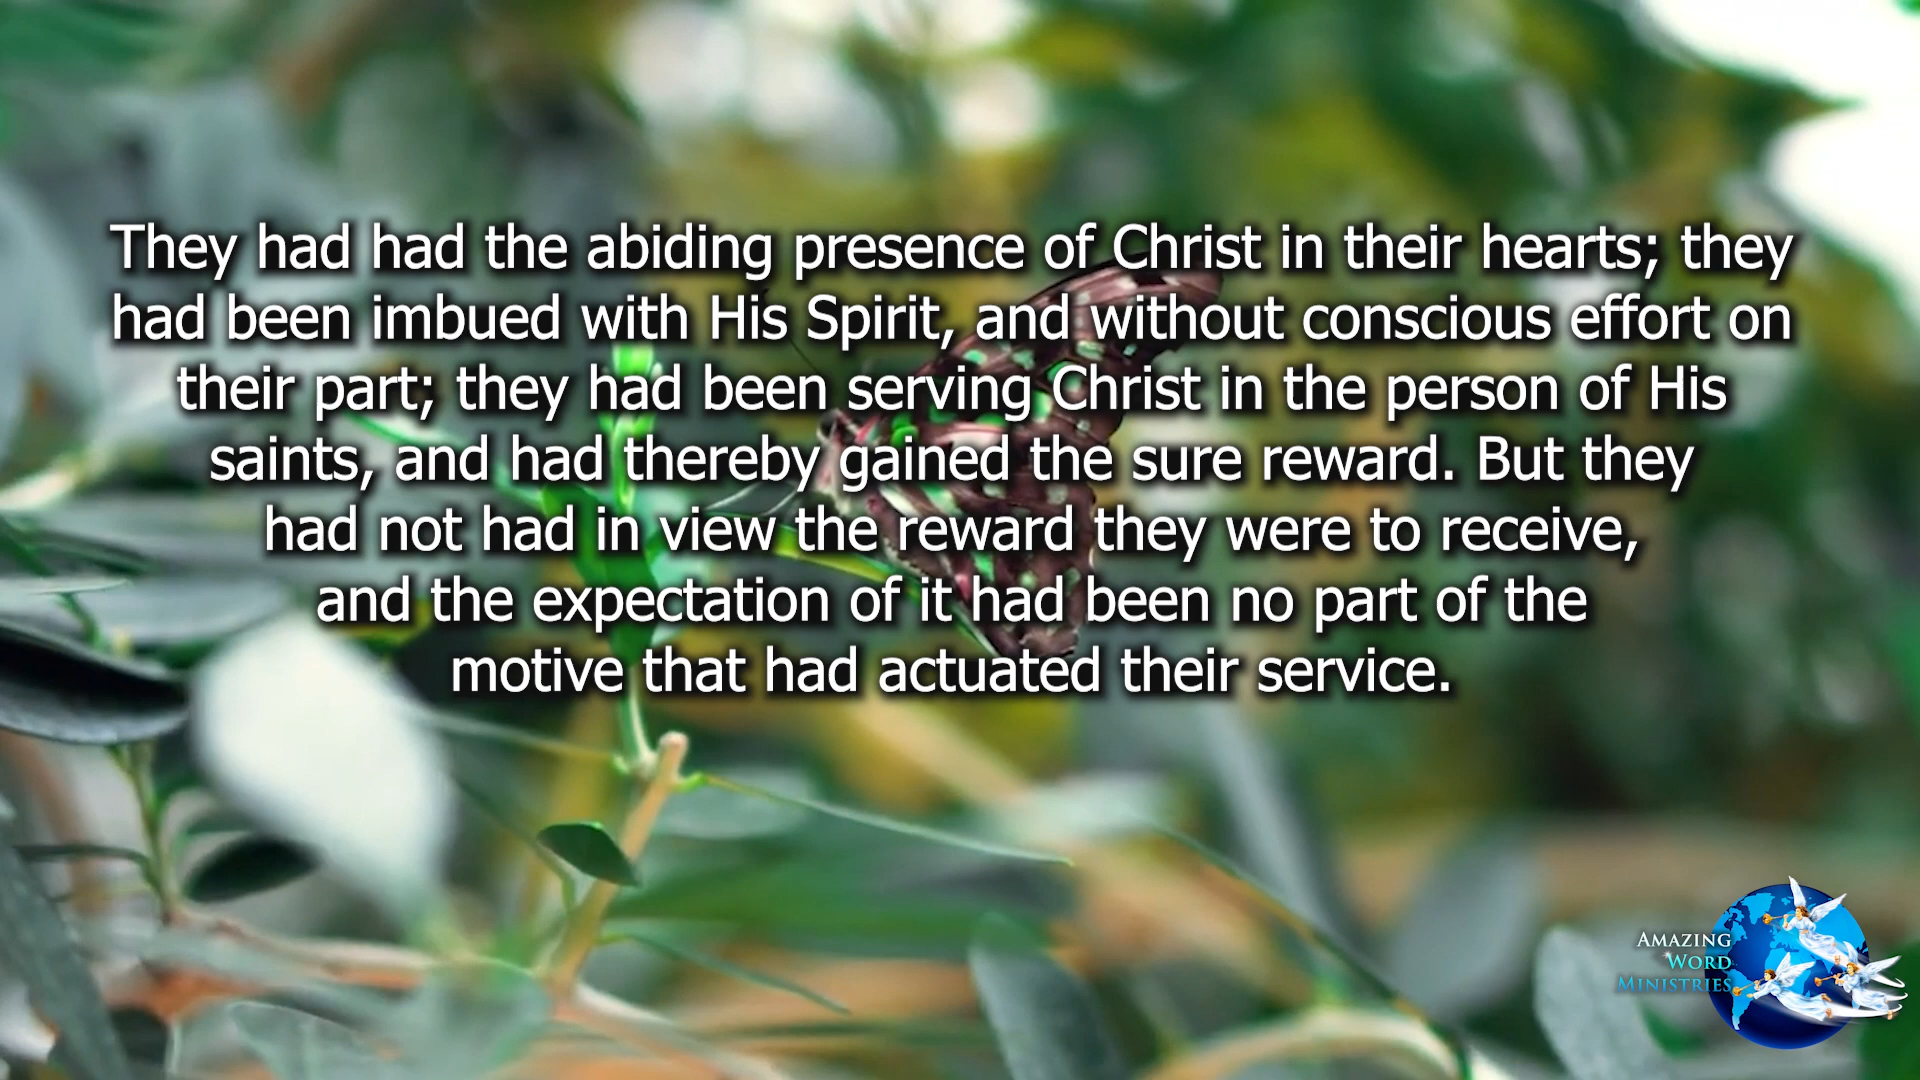 They had had the abiding presence of Christ in their hearts; they
had been imbued with His Spirit, and without conscious effort on
their part; they had been serving Christ in the person of His
saints, and had thereby gained the sure reward. But they
had not had in view the reward they were to receive,
and the expectation of it had been no part of the
motive that had actuated their service.
AMAZING
WORD
MINISTRIES